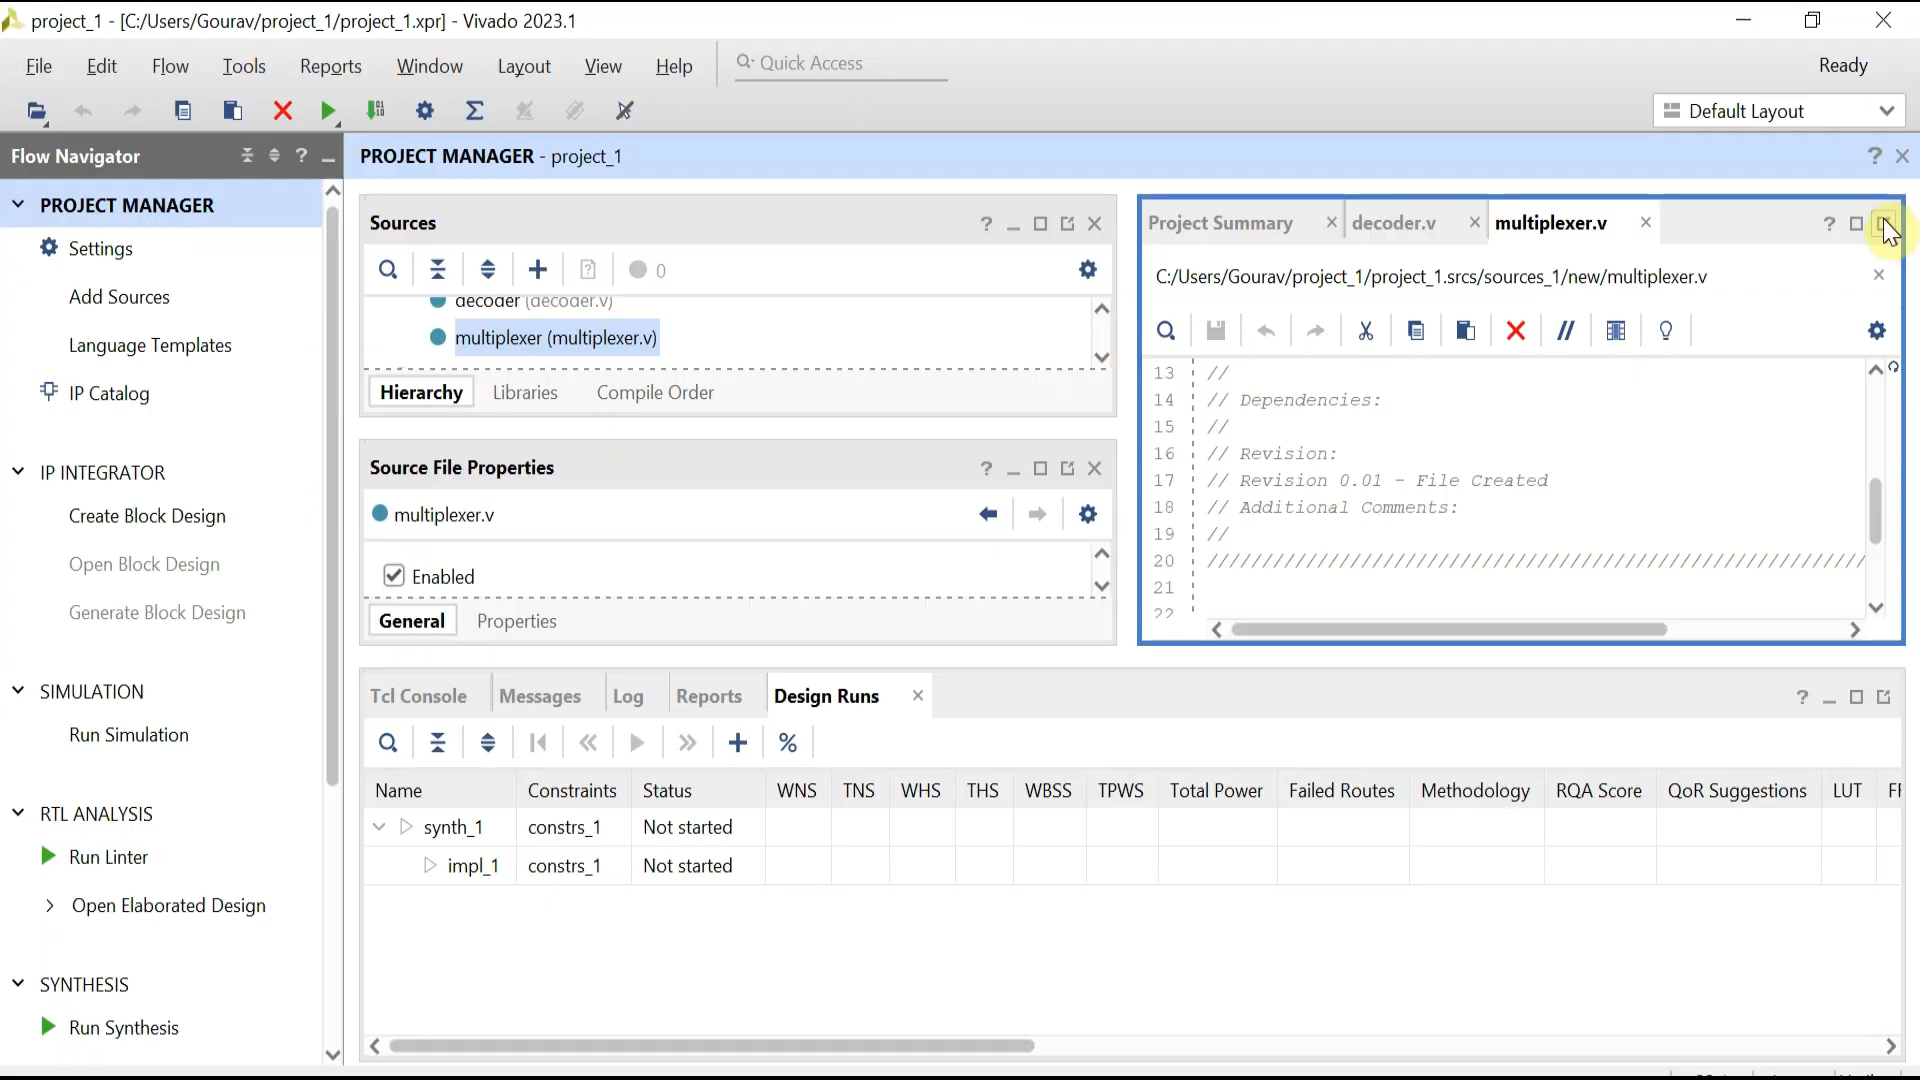 project_1 - [C:/Users/Gourav/project_1/project_1.xpr] - Vivado 2023.1
File Edit Flow Tools Reports Window Layout View Help Quick Access Ready
Default Layout
Flow Navigator
PROJECT MANAGER - project_1
PROJECT MANAGER
Settings
Add Sources
Language Templates
IP Catalog
IP INTEGRATOR
Create Block Design
Open Block Design
Generate Block Design
SIMULATION
Run Simulation
RTL ANALYSIS
Run Linter
Open Elaborated Design
SYNTHESIS
Run Synthesis
Sources
0
decoder (decoder.v)
multiplexer (multiplexer.v)
Hierarchy Libraries Compile Order
Source File Properties
multiplexer.v
Enabled
General Properties
Project Summary decoder.v multiplexer.v
C:/Users/Gourav/project_1/project_1.srcs/sources_1/new/multiplexer.v
13 //
14 // Dependencies:
15 //
16 // Revision:
17 // Revision 0.01 - File Created
18 // Additional Comments:
19 //
20 //////////////////////////////////////////////////////////////
21
22
Tcl Console Messages Log Reports Design Runs
Name Constraints Status WNS TNS WHS THS WBSS TPWS Total Power Failed Routes Methodology RQA Score QoR Suggestions LUT
synth_1 constrs_1 Not started
impl_1 constrs_1 Not started